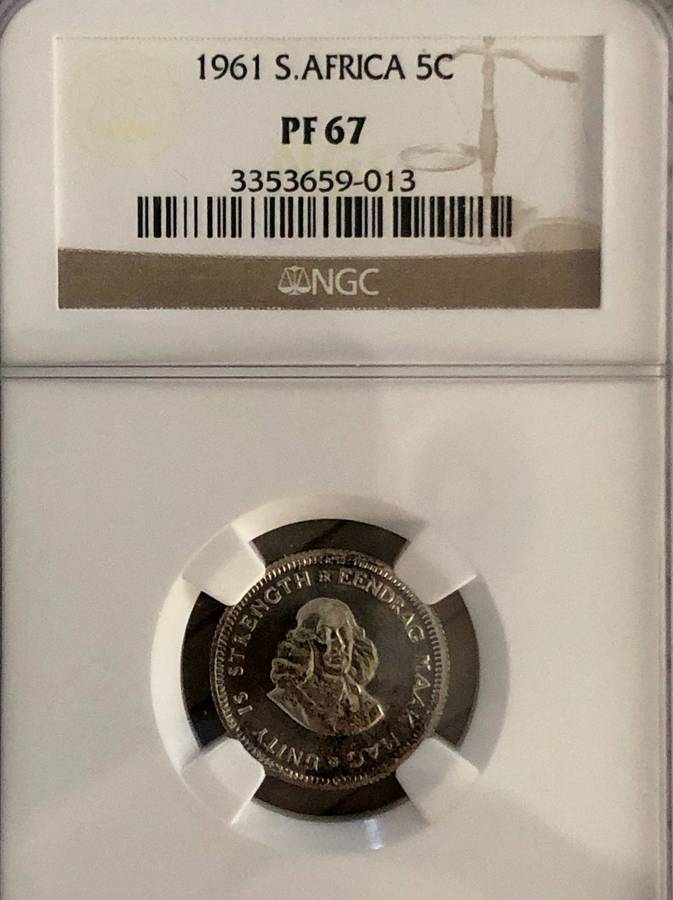 1961 S.AFRICA 5C
PF 67
3353659-013
NGC
UNITY IS STRENGTH EENDRAG MAAK MAG